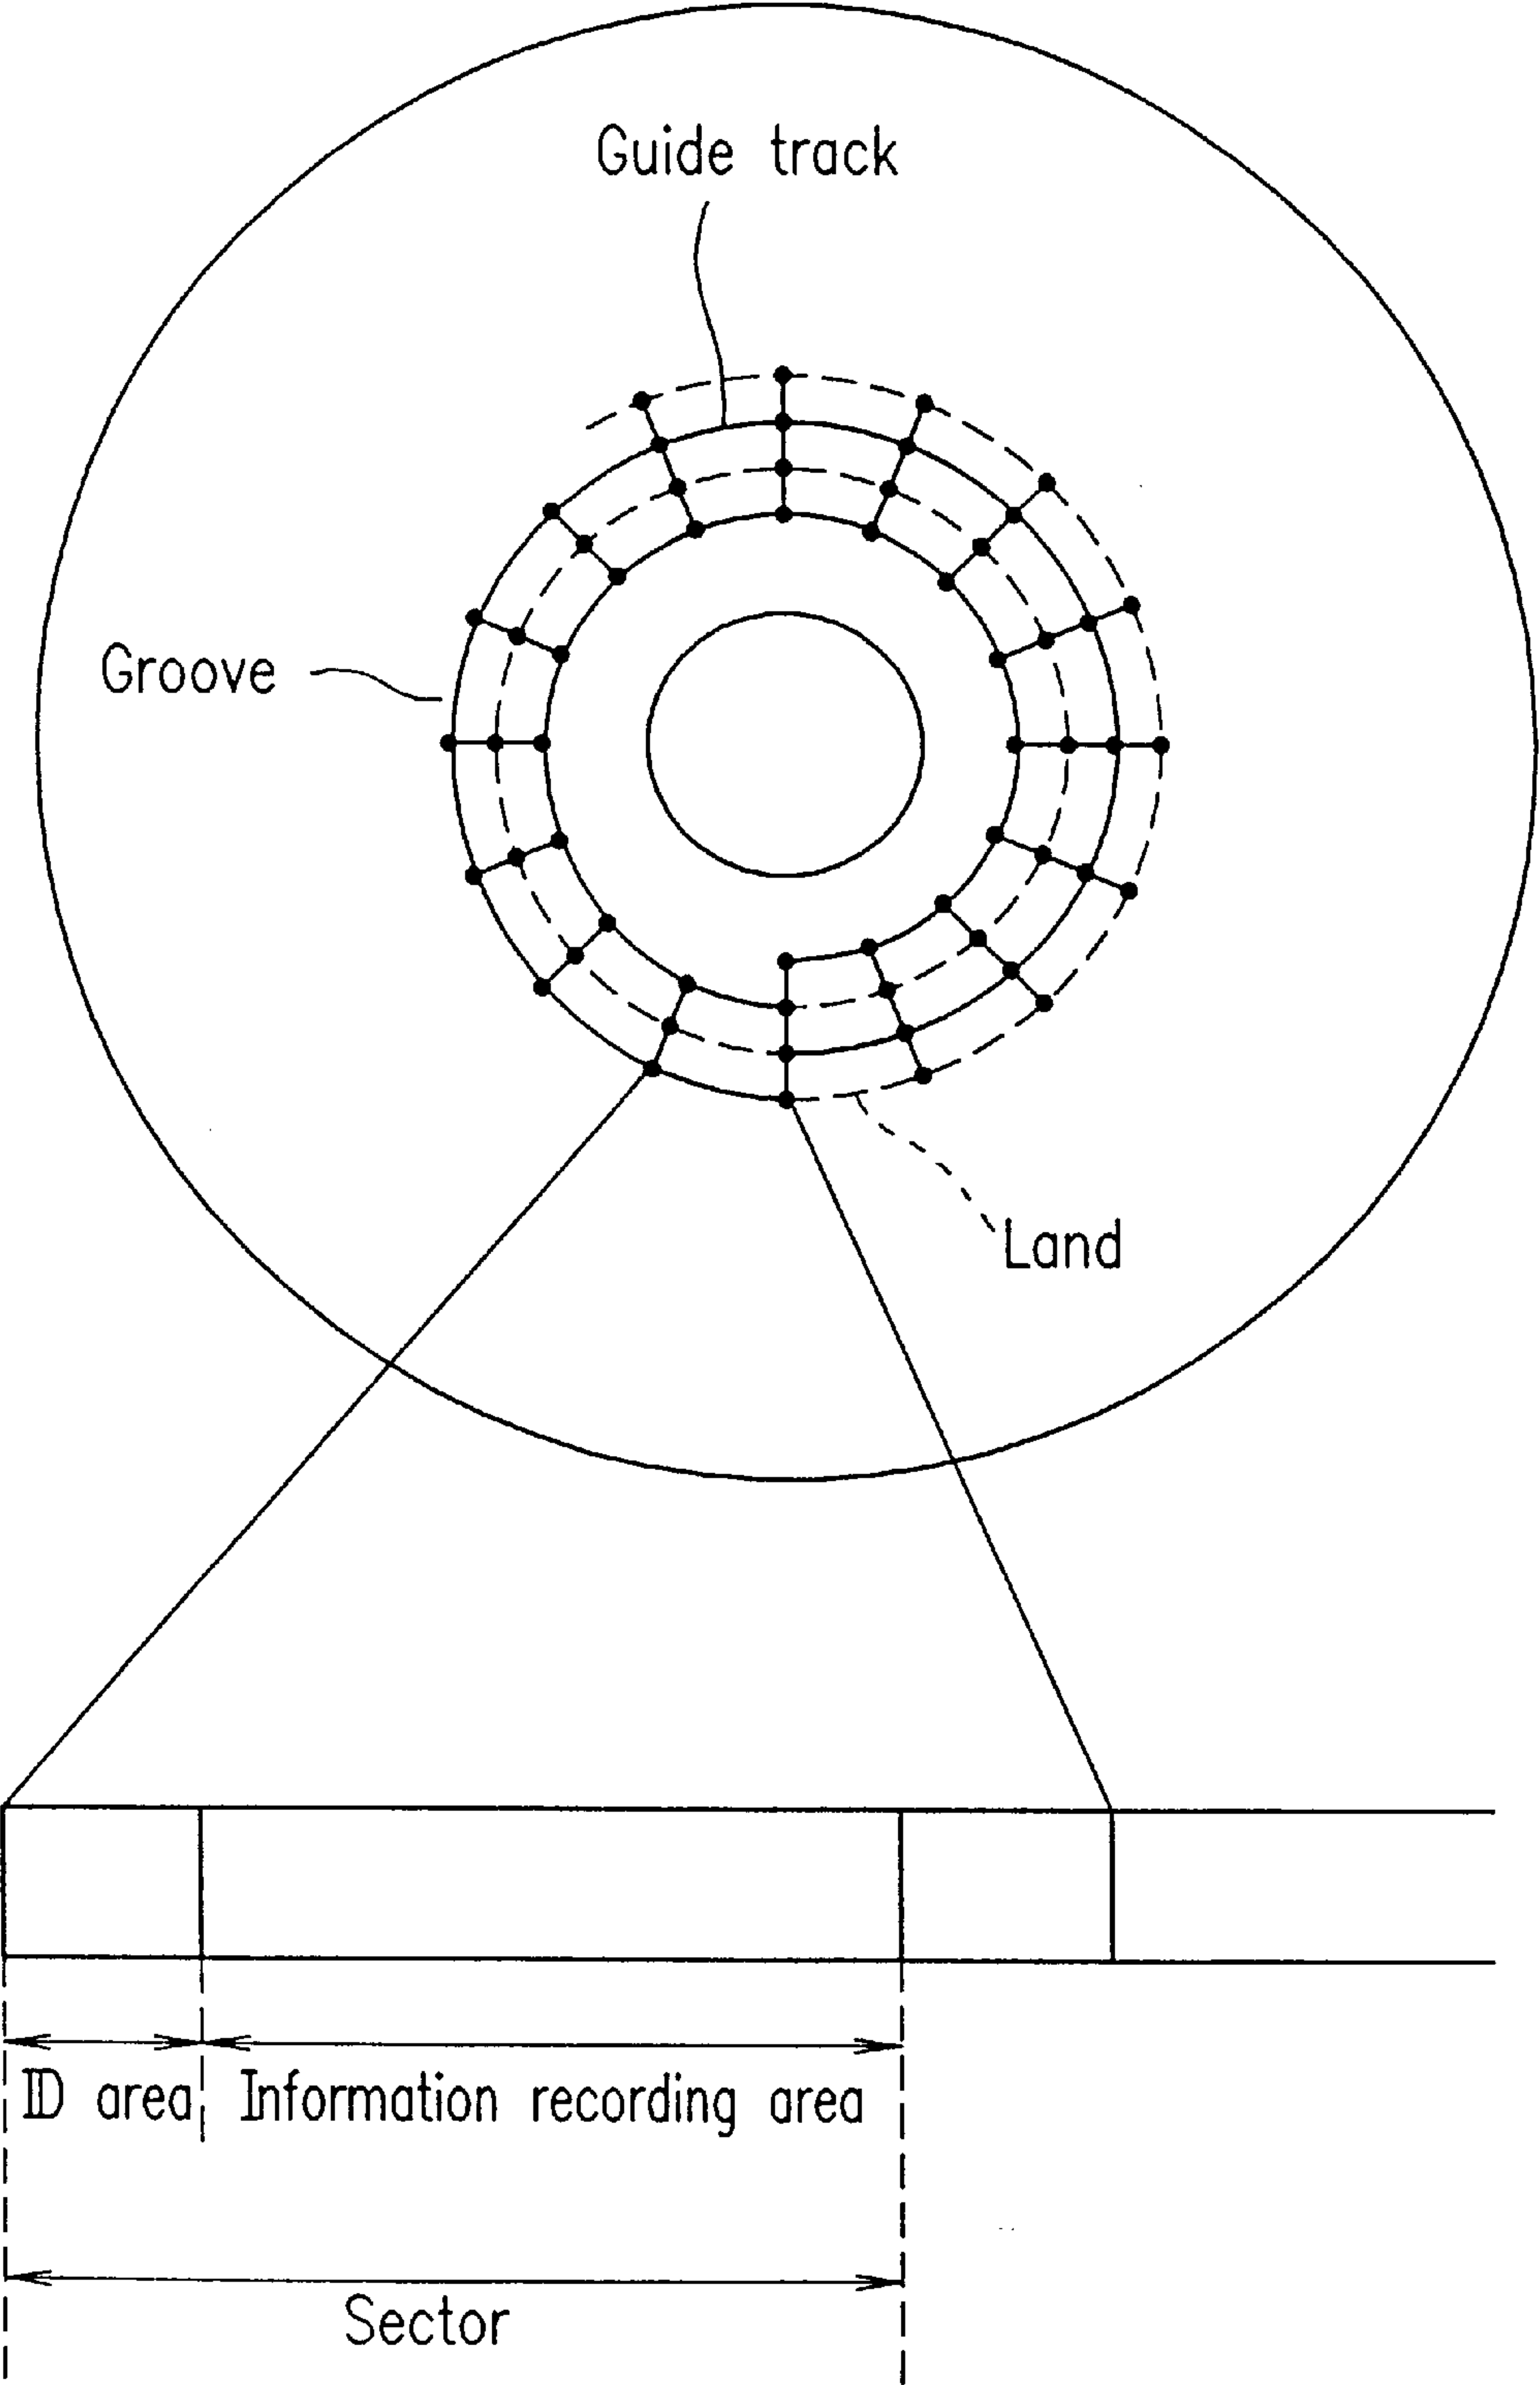 Guide track
Groove
Land
ID area
Information recording area
Sector